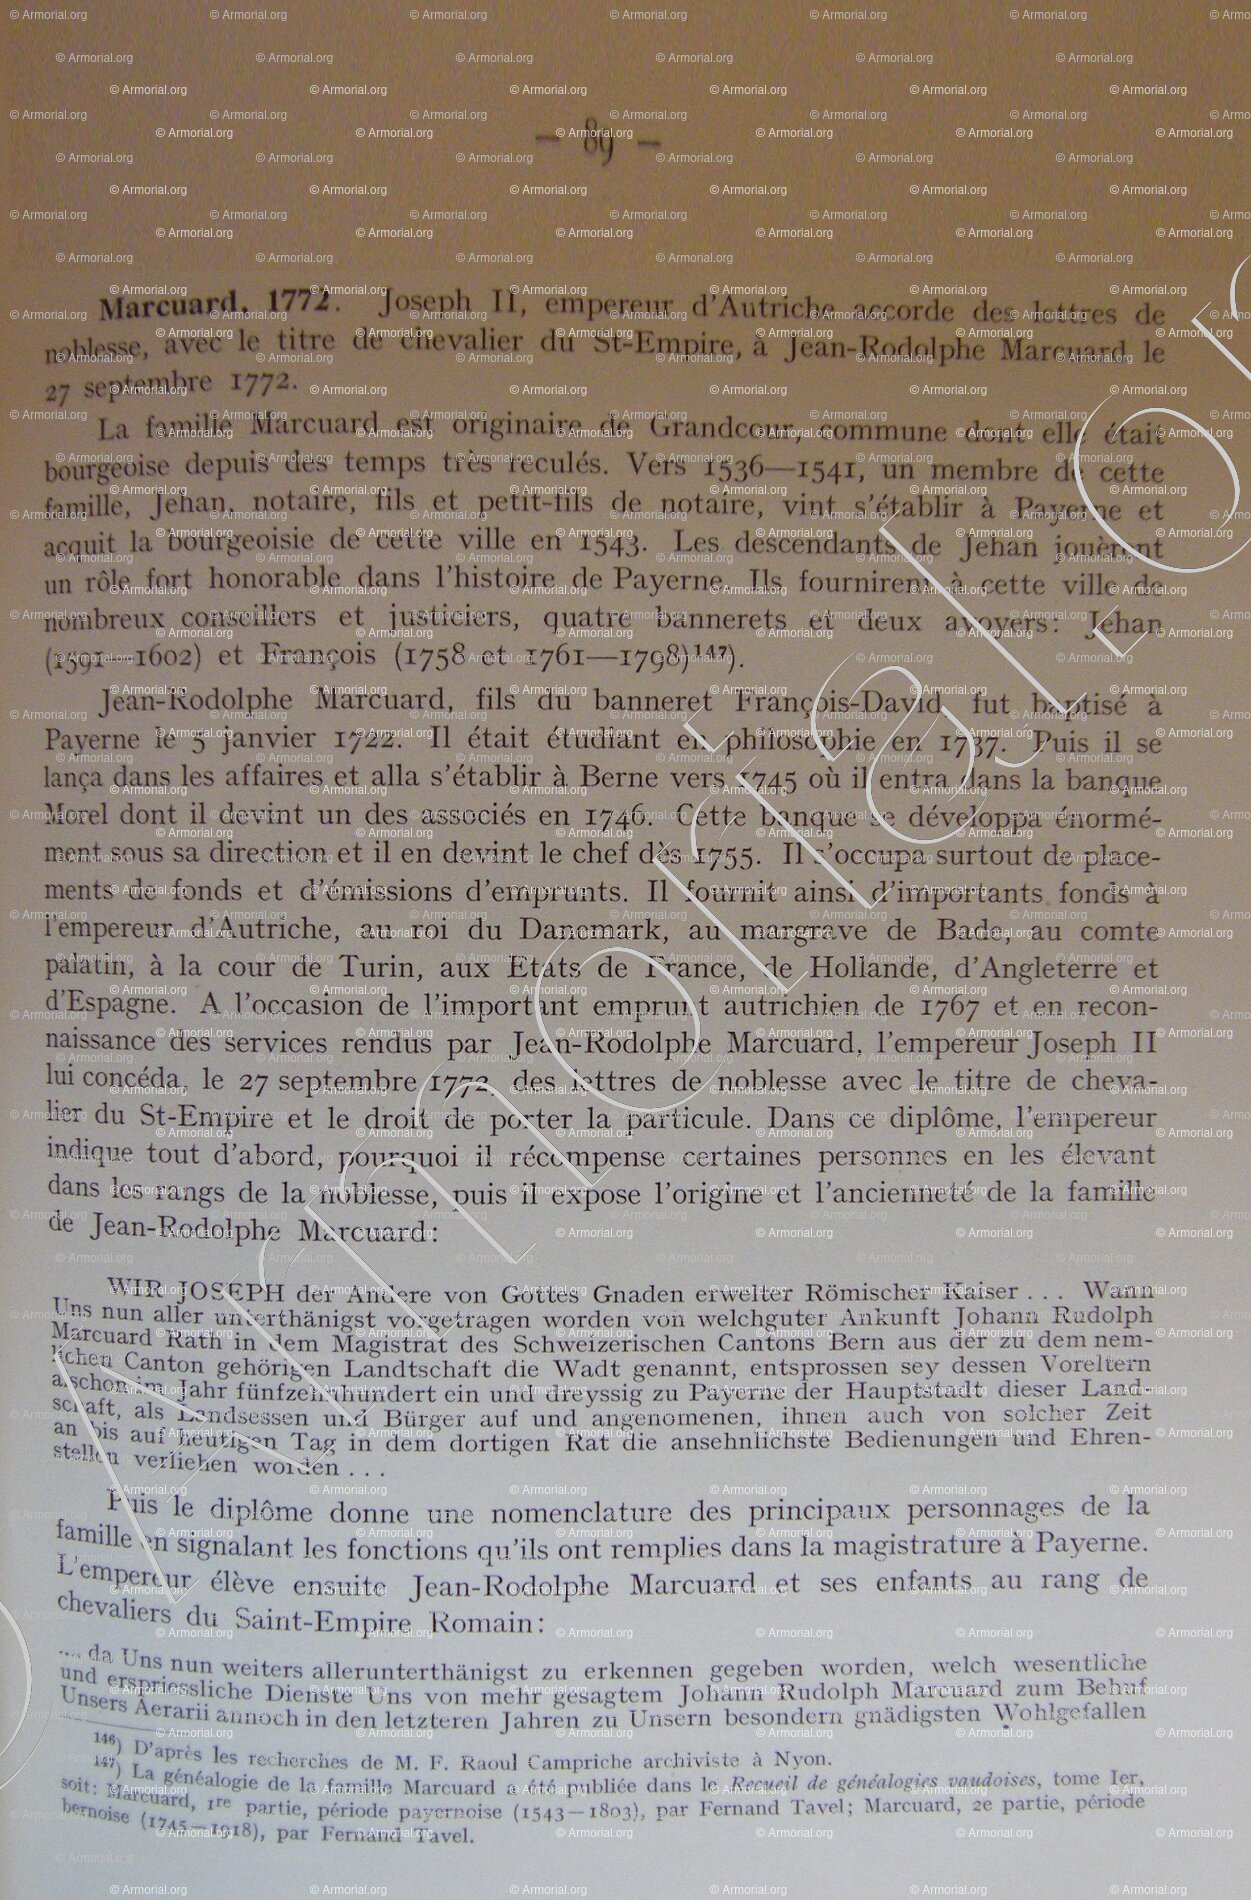 — 89 —
Marcuard, 1772. Joseph II, empereur d'Autriche accorde des lettres de
noblesse, avec le titre de chevalier du St-Empire, à Jean-Rodolphe Marcuard le
27 septembre 1772.
La famille Marcuard est originaire de Grandcour, commune dont elle était
bourgeoise depuis des temps très reculés. Vers 1536—1541, un membre de cette
famille, Jehan, notaire, fils et petit-fils de notaire, vint s'établir à Payerne et
acquit la bourgeoisie de cette ville en 1543. Les descendants de Jehan jouèrent
un rôle fort honorable dans l'histoire de Payerne. Ils fournirent à cette ville de
nombreux conseillers et justiciers, quatre bannerets et deux avoyers: Jehan
(1591—1602) et François (1758 et 1761—1798)¹⁴⁷).
Jean-Rodolphe Marcuard, fils du banneret François-David, fut baptisé à
Payerne le 5 janvier 1722. Il était étudiant en philosophie en 1737. Puis il se
lança dans les affaires et alla s'établir à Berne vers 1745 où il entra dans la banque
Morel dont il devint un des associés en 1746. Cette banque se développa énormé-
ment sous sa direction et il en devint le chef dès 1755. Il s'occupa surtout de place-
ments de fonds et d'émissions d'emprunts. Il fournit ainsi d'importants fonds à
l'empereur d'Autriche, au roi du Danemark, au margrave de Bade, au comte
palatin, à la cour de Turin, aux Etats de France, de Hollande, d'Angleterre et
d'Espagne. A l'occasion de l'important emprunt autrichien de 1767 et en recon-
naissance des services rendus par Jean-Rodolphe Marcuard, l'empereur Joseph II
lui concéda, le 27 septembre 1772, des lettres de noblesse avec le titre de cheva-
lier du St-Empire et le droit de porter la particule. Dans ce diplôme, l'empereur
indique tout d'abord, pourquoi il récompense certaines personnes en les élevant
dans les rangs de la noblesse, puis il expose l'origine et l'ancienneté de la famille
de Jean-Rodolphe Marcuard:
WIR JOSEPH der Andere von Gottes Gnaden erwelter Römischer Kaiser . . . Wenn
Uns nun aller unterthänigst vorgetragen worden von welchguter Ankunft Johann Rudolph
Marcuard Rath in dem Magistrat des Schweizerischen Cantons Bern aus der zu dem nem-
lichen Canton gehörigen Landtschaft die Wadt genannt, entsprossen sey dessen Voreltern
alschon im Jahr fünfzehnhundert ein und dreyssig zu Payerne der Hauptstadt dieser Land-
schaft, als Landsessen und Bürger auf und angenomenen, ihnen auch von solcher Zeit
an bis auf heutigen Tag in dem dortigen Rat die ansehnlichste Bedienungen und Ehren-
stellen verliehen worden . . .
Puis le diplôme donne une nomenclature des principaux personnages de la
famille en signalant les fonctions qu'ils ont remplies dans la magistrature à Payerne.
L'empereur élève ensuite Jean-Rodolphe Marcuard et ses enfants au rang de
chevaliers du Saint-Empire Romain:
.... da Uns nun weiters allerunterthänigst zu erkennen gegeben worden, welch wesentliche
und erspriessliche Dienste Uns von mehr gesagtem Johann Rudolph Marcuard zum Behuf
Unsers Aerarii annoch in den letzteren Jahren zu Unsern besondern gnädigsten Wohlgefallen
¹⁴⁶) D'après les recherches de M. F. Raoul Campriche archiviste à Nyon.
¹⁴⁷) La généalogie de la famille Marcuard a été publiée dans le Recueil de généalogies vaudoises, tome Ier,
soit: Marcuard, 1re partie, période payernoise (1543—1803), par Fernand Tavel; Marcuard, 2e partie, période
bernoise (1745—1918), par Fernand Tavel.
© Armorial.org